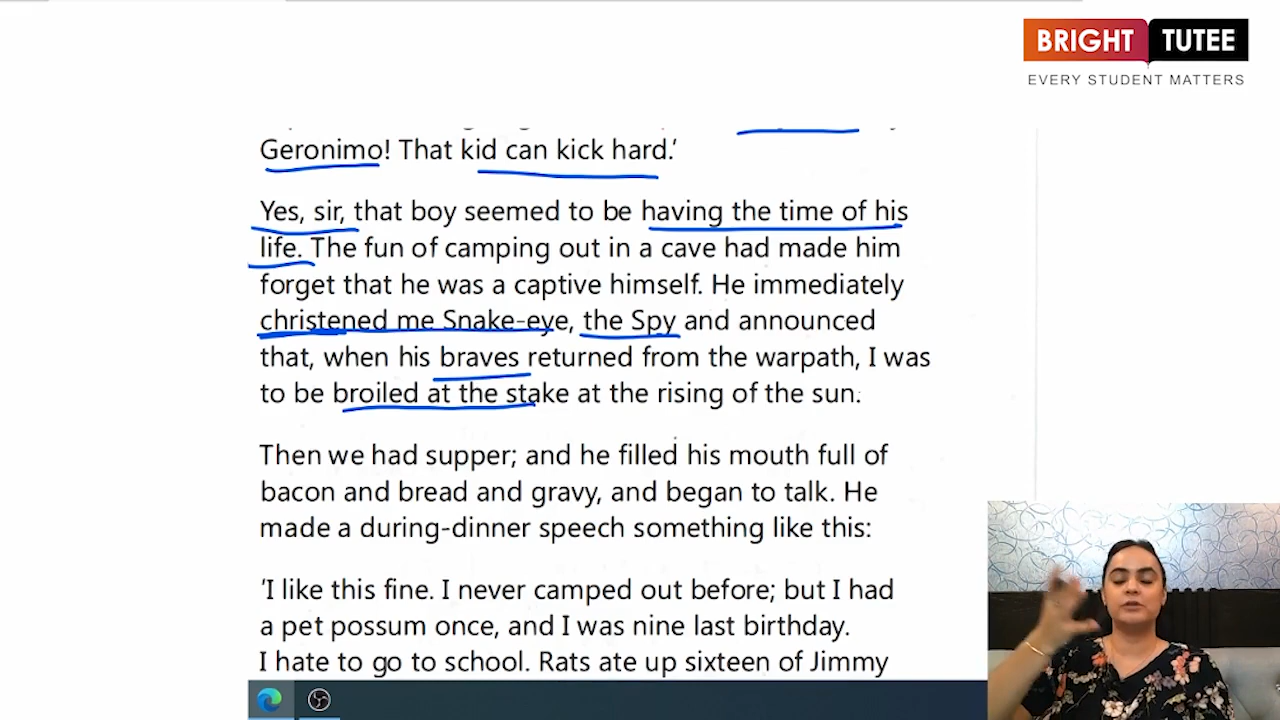 BRIGHT TUTEE
EVERY STUDENT MATTERS
Geronimo! That kid can kick hard.’
Yes, sir, that boy seemed to be having the time of his
life. The fun of camping out in a cave had made him
forget that he was a captive himself. He immediately
christened me Snake-eye, the Spy and announced
that, when his braves returned from the warpath, I was
to be broiled at the stake at the rising of the sun.
Then we had supper; and he filled his mouth full of
bacon and bread and gravy, and began to talk. He
made a during-dinner speech something like this:
‘I like this fine. I never camped out before; but I had
a pet possum once, and I was nine last birthday.
I hate to go to school. Rats ate up sixteen of Jimmy